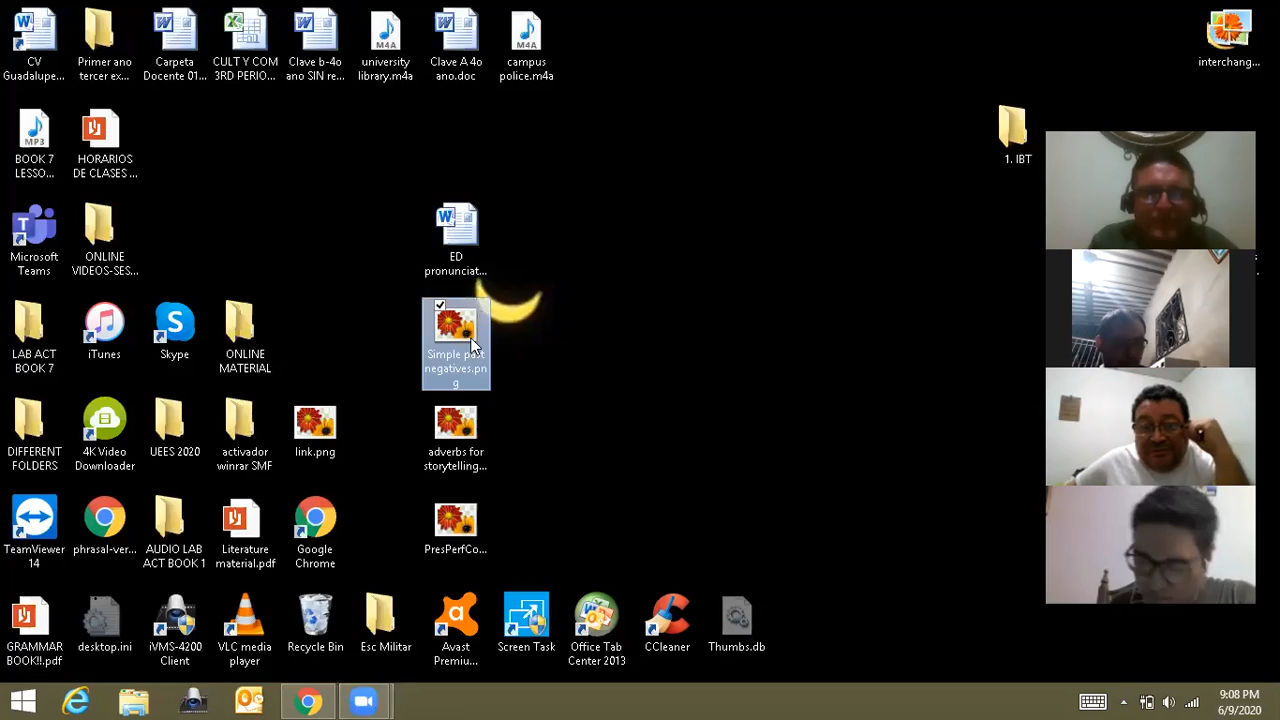 CV
Guadalupe...
Primer ano
tercer ex...
Carpeta
Docente 01...
CULT Y COM
3RD PERIO...
Clave b-4o
ano SIN re...
university
library.m4a
Clave A 4o
ano.doc
campus
police.m4a
interchang...
M4A
M4A
MP3
BOOK 7
LESSO...
HORARIOS
DE CLASES ...
1. IBT
Microsoft
Teams
ONLINE
VIDEOS-SES...
ED
pronunciat...
LAB ACT
BOOK 7
iTunes
Skype
ONLINE
MATERIAL
Simple past
negatives.pn
g
DIFFERENT
FOLDERS
4K Video
Downloader
UEES 2020
activador
winrar SMF
link.png
adverbs for
storytelling...
TeamViewer
14
phrasal-ver...
AUDIO LAB
ACT BOOK 1
Literature
material.pdf
Google
Chrome
PresPerfCo...
GRAMMAR
BOOK!!.pdf
desktop.ini
iVMS-4200
Client
VLC media
player
Recycle Bin
Esc Militar
Avast
Premiu...
Screen Task
Office Tab
Center 2013
CCleaner
Thumbs.db
9:08 PM
6/9/2020